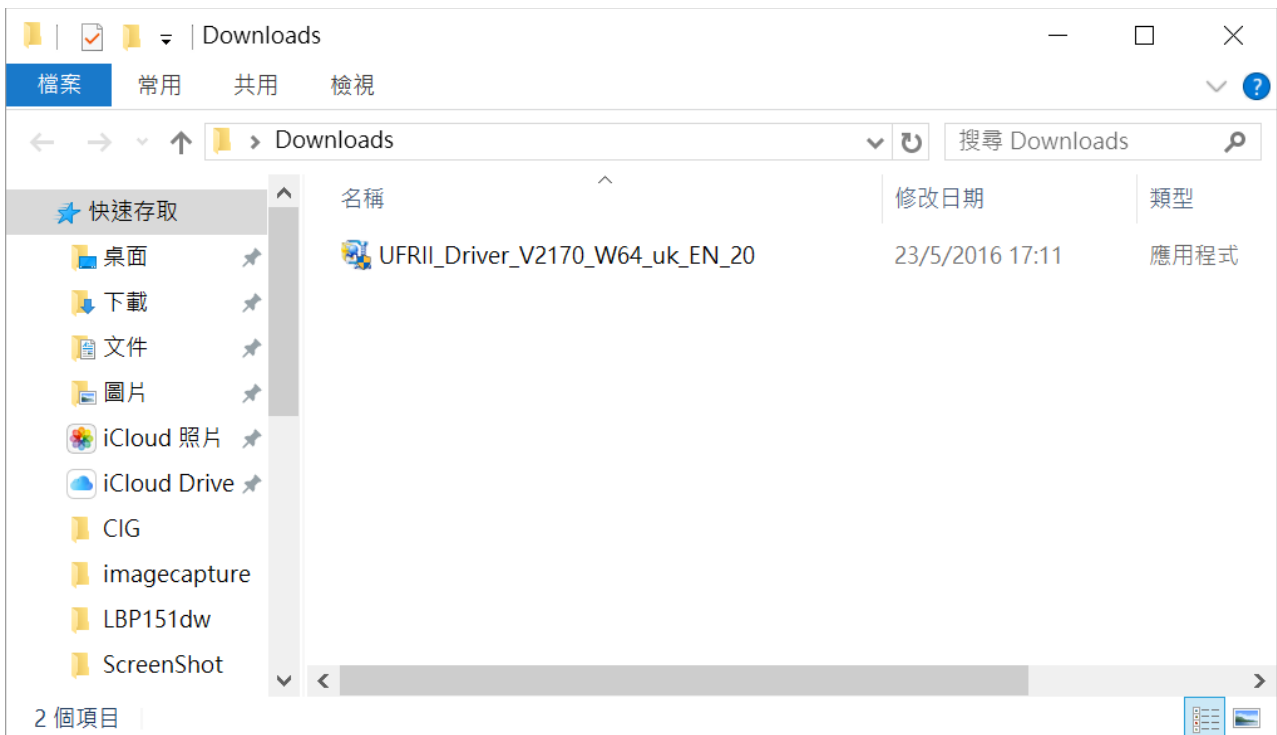 Downloads
檔案 常用 共用 檢視
Downloads 搜尋 Downloads
快速存取
桌面
下載
文件
圖片
iCloud 照片
iCloud Drive
CIG
imagecapture
LBP151dw
ScreenShot
名稱 修改日期 類型
UFRII_Driver_V2170_W64_uk_EN_20 23/5/2016 17:11 應用程式
2 個項目